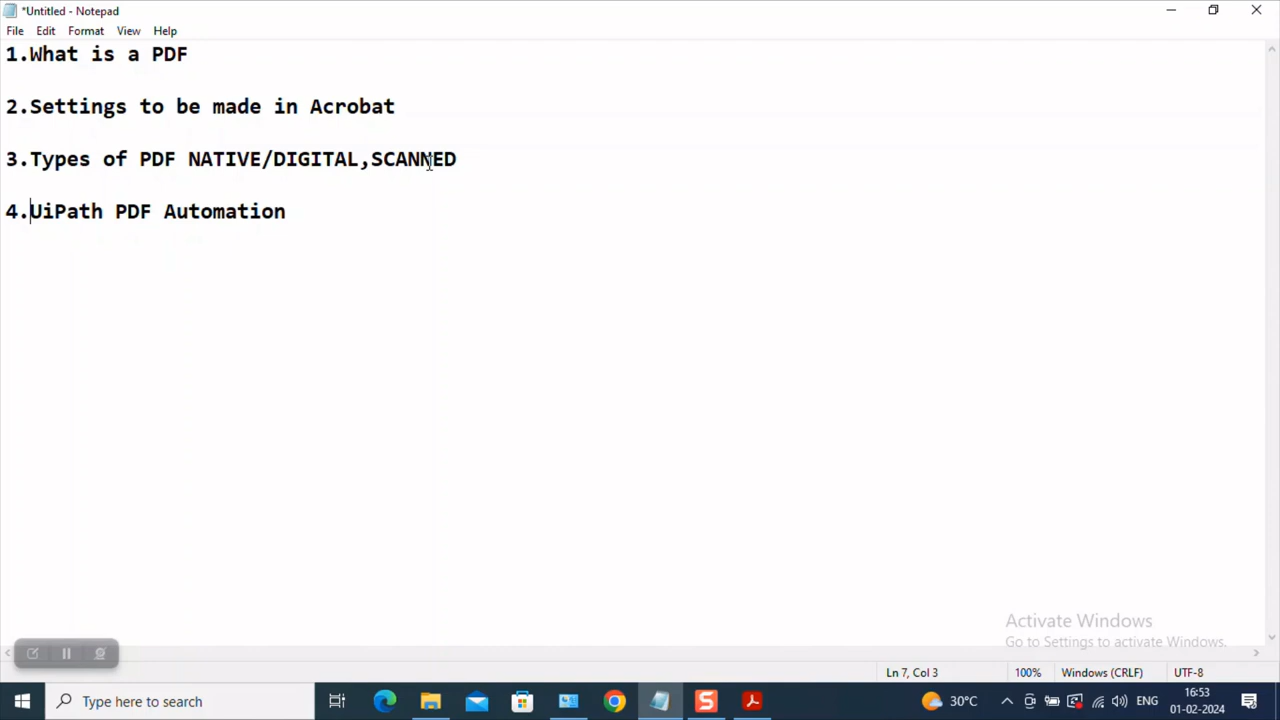 *Untitled - Notepad
File Edit Format View Help
1.What is a PDF
2.Settings to be made in Acrobat
3.Types of PDF NATIVE/DIGITAL,SCANNED
4.UiPath PDF Automation
Activate Windows
Go to Settings to activate Windows.
Ln 7, Col 3 100% Windows (CRLF) UTF-8
Type here to search 30°C ENG 16:53
01-02-2024